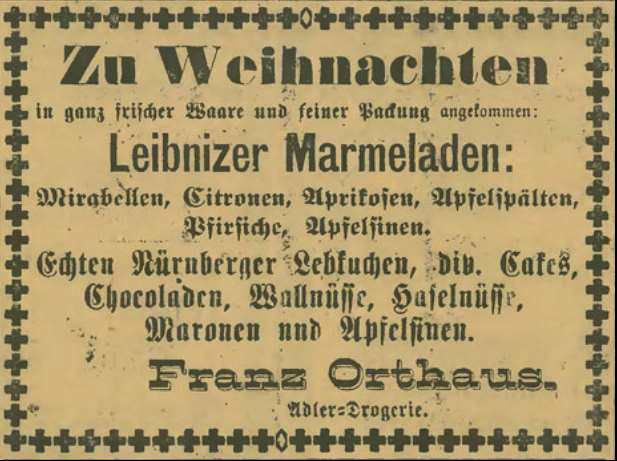 Zu Weihnachten
in ganz frischer Waare und feiner Packung angekommen:
Leibnizer Marmeladen:
Mirabellen, Citronen, Aprikosen, Apfelspälten,
Pfirsiche, Apfelsinen.
Echten Nürnberger Lebkuchen, div. Cakes,
Chocoladen, Wallnüsse, Haselnüsse,
Maronen und Apfelsinen.
Franz Orthaus.
Adler-Drogerie.